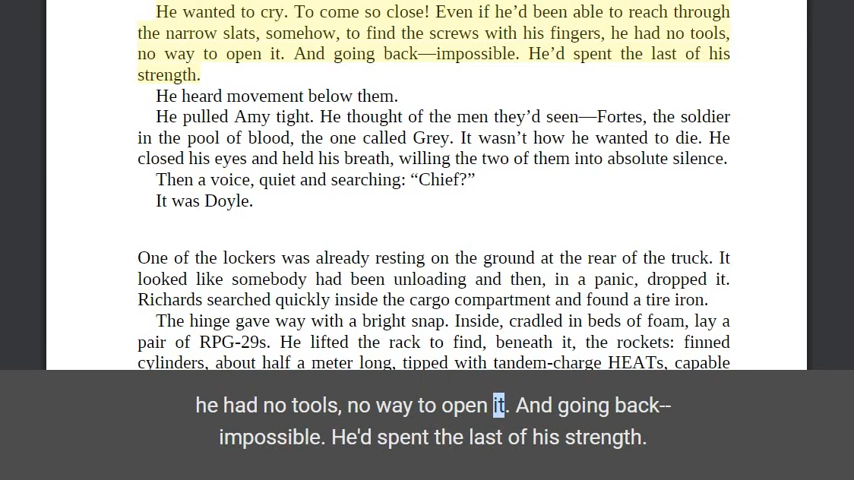 He wanted to cry. To come so close! Even if he’d been able to reach through
the narrow slats, somehow, to find the screws with his fingers, he had no tools,
no way to open it. And going back—impossible. He’d spent the last of his
strength.
He heard movement below them.
He pulled Amy tight. He thought of the men they’d seen—Fortes, the soldier
in the pool of blood, the one called Grey. It wasn’t how he wanted to die. He
closed his eyes and held his breath, willing the two of them into absolute silence.
Then a voice, quiet and searching: “Chief?”
It was Doyle.
One of the lockers was already resting on the ground at the rear of the truck. It
looked like somebody had been unloading and then, in a panic, dropped it.
Richards searched quickly inside the cargo compartment and found a tire iron.
The hinge gave way with a bright snap. Inside, cradled in beds of foam, lay a
pair of RPG-29s. He lifted the rack to find, beneath it, the rockets: finned
cylinders, about half a meter long, tipped with tandem-charge HEATs, capable
he had no tools, no way to open it. And going back--
impossible. He'd spent the last of his strength.